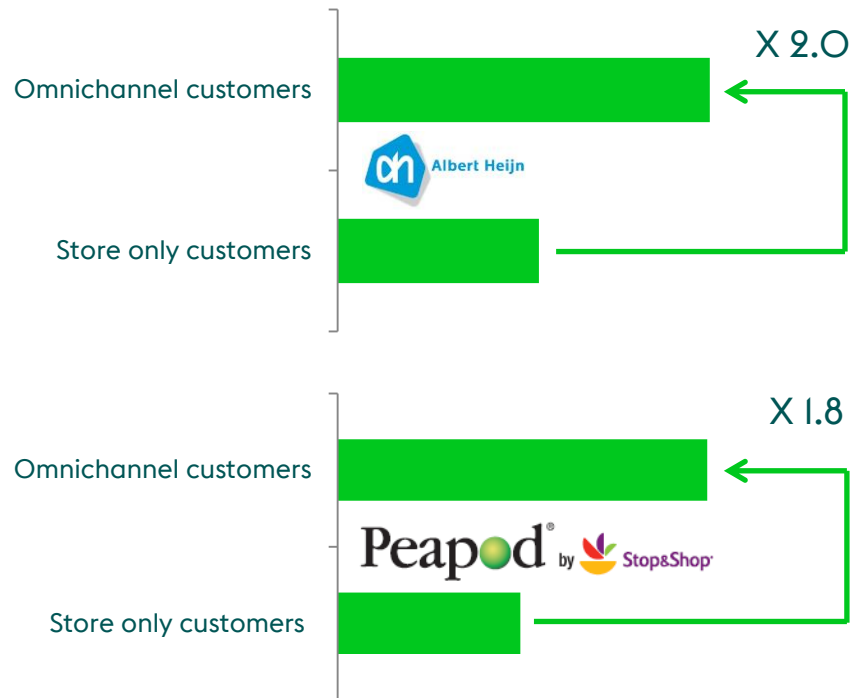 X 2.0
Omnichannel customers
ah Albert Heijn
Store only customers
X 1.8
Omnichannel customers
Peapod® by Stop&Shop
Store only customers